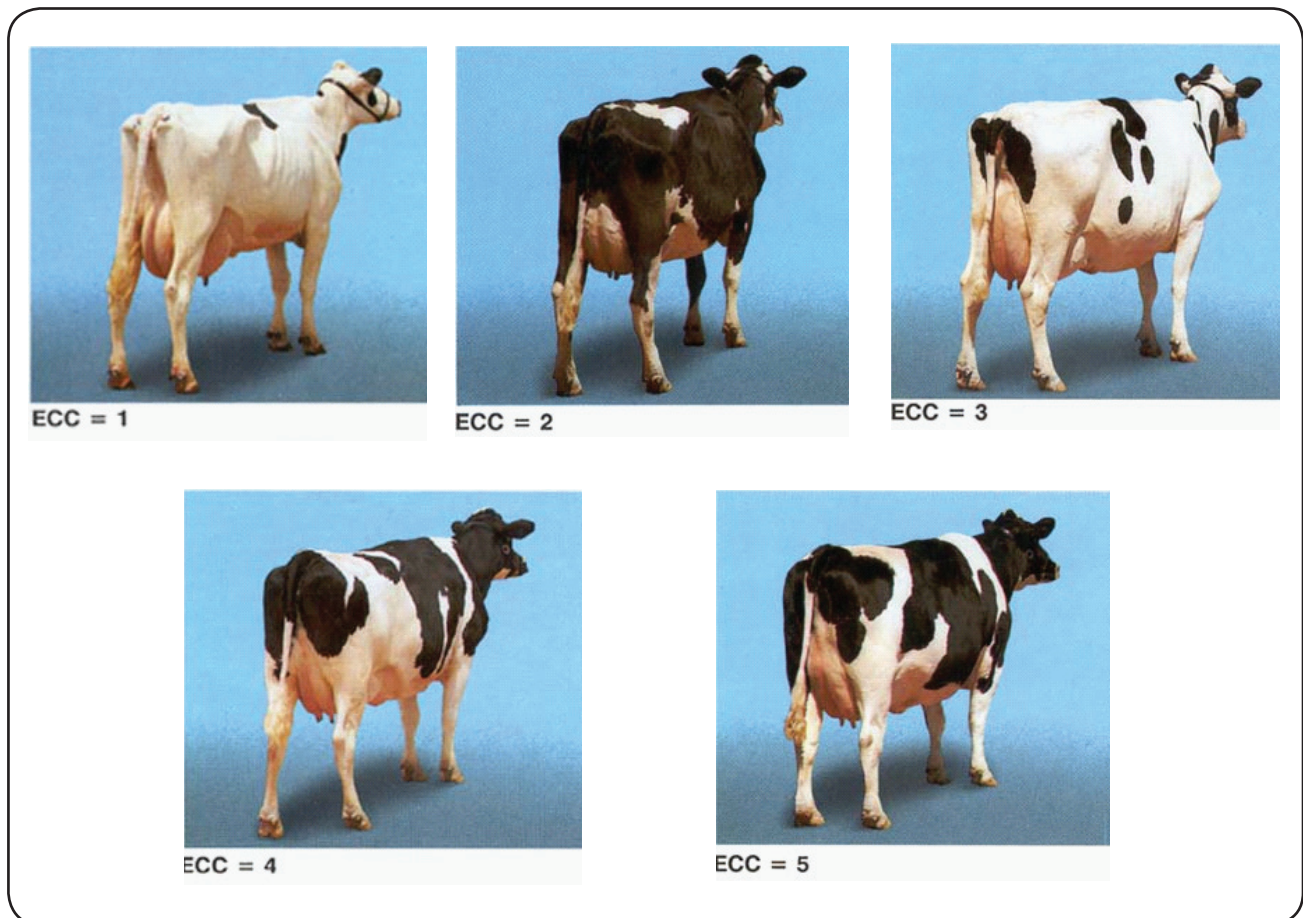 ECC = 1
ECC = 2
ECC = 3
ECC = 4
ECC = 5